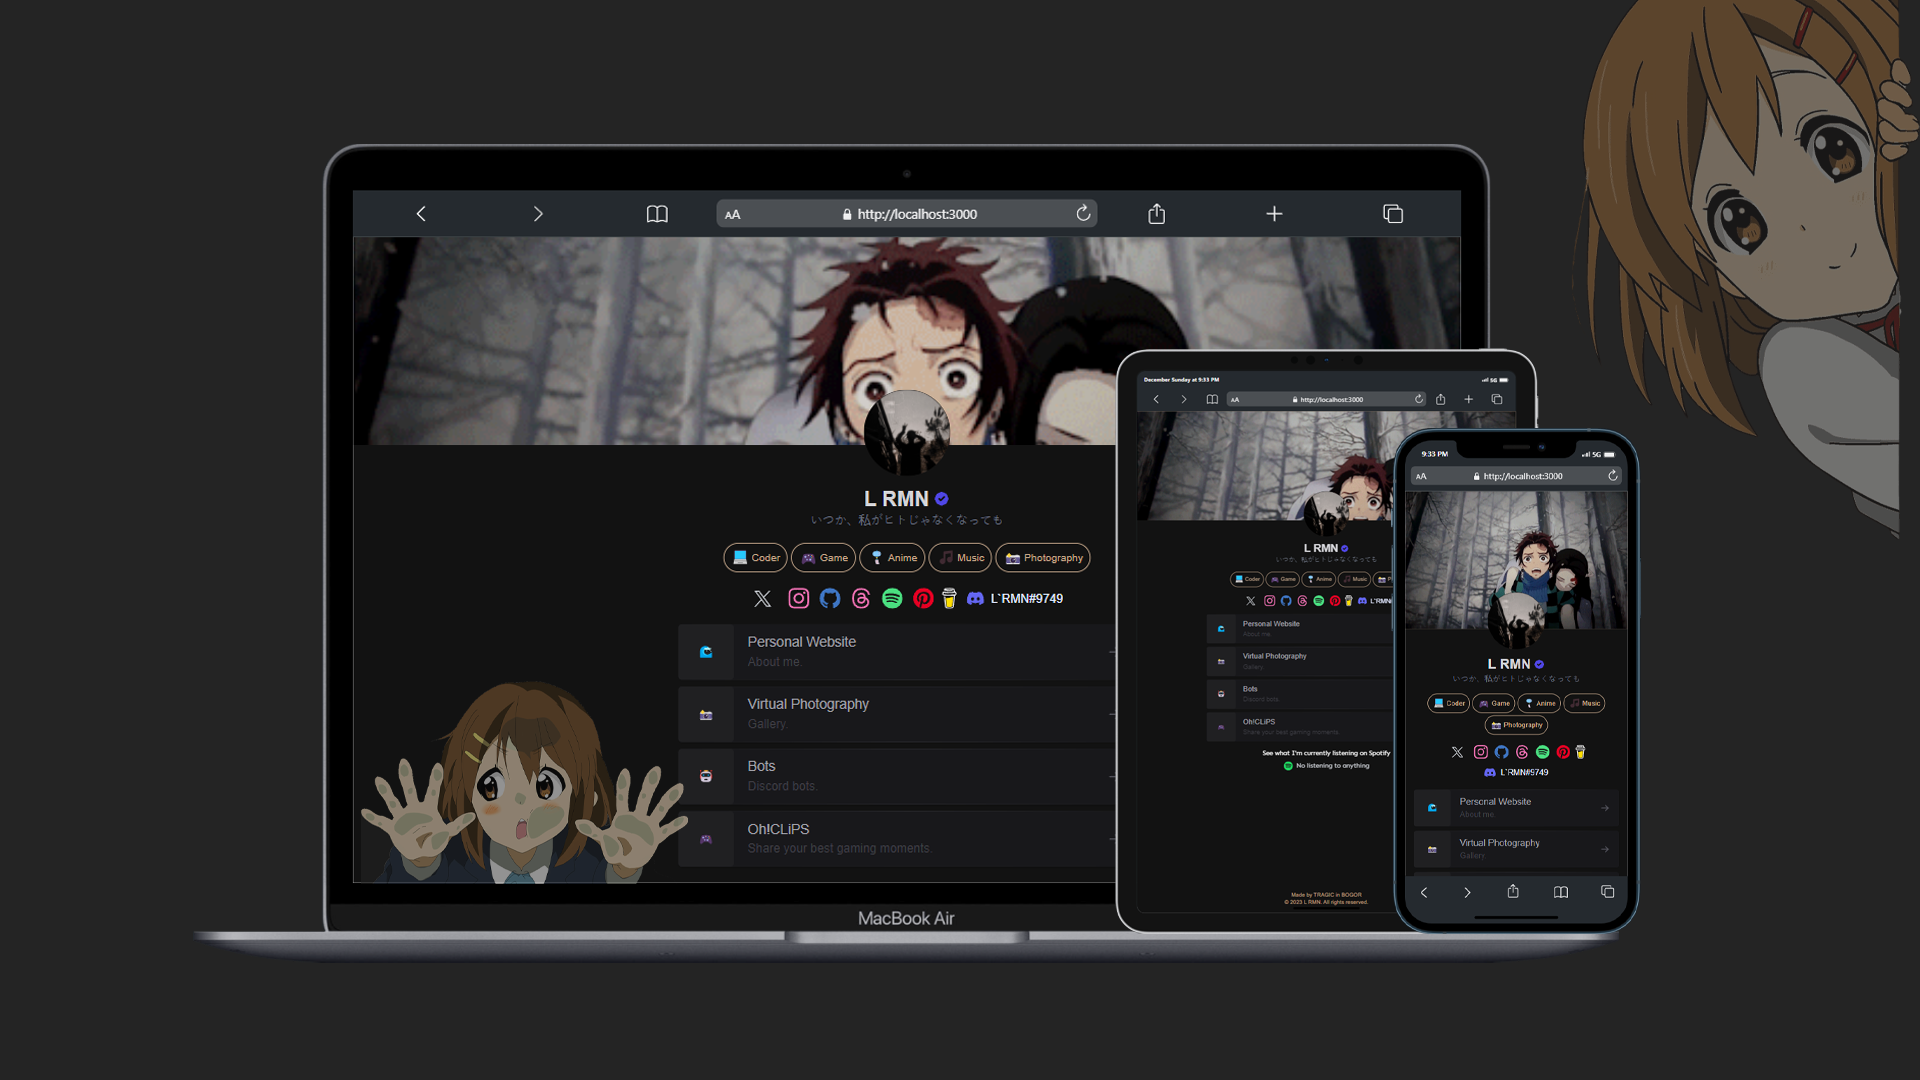 AA http://localhost:3000
L RMN
いつか、私がヒトじゃなくなっても
Coder Game Anime Music Photography
L`RMN#9749
Personal Website
About me.
Virtual Photography
Gallery.
Bots
Discord bots.
Oh!CLiPS
Share your best gaming moments.
MacBook Air
December Sunday at 9:33 PM 5G
AA http://localhost:3000
L RMN
いつか、私がヒトじゃなくなっても
Coder Game Anime Music P
L`RMN
Personal Website
About me.
Virtual Photography
Gallery.
Bots
Discord bots.
Oh!CLiPS
Share your best gaming moments.
See what I'm currently listening on Spotify
No listening to anything
Made by TRAGIC in BOGOR
© 2023 L RMN. All rights reserved.
9:33 PM 5G
AA http://localhost:3000
L RMN
いつか、私がヒトじゃなくなっても
Coder Game Anime Music
Photography
L`RMN#9749
Personal Website
About me.
Virtual Photography
Gallery.